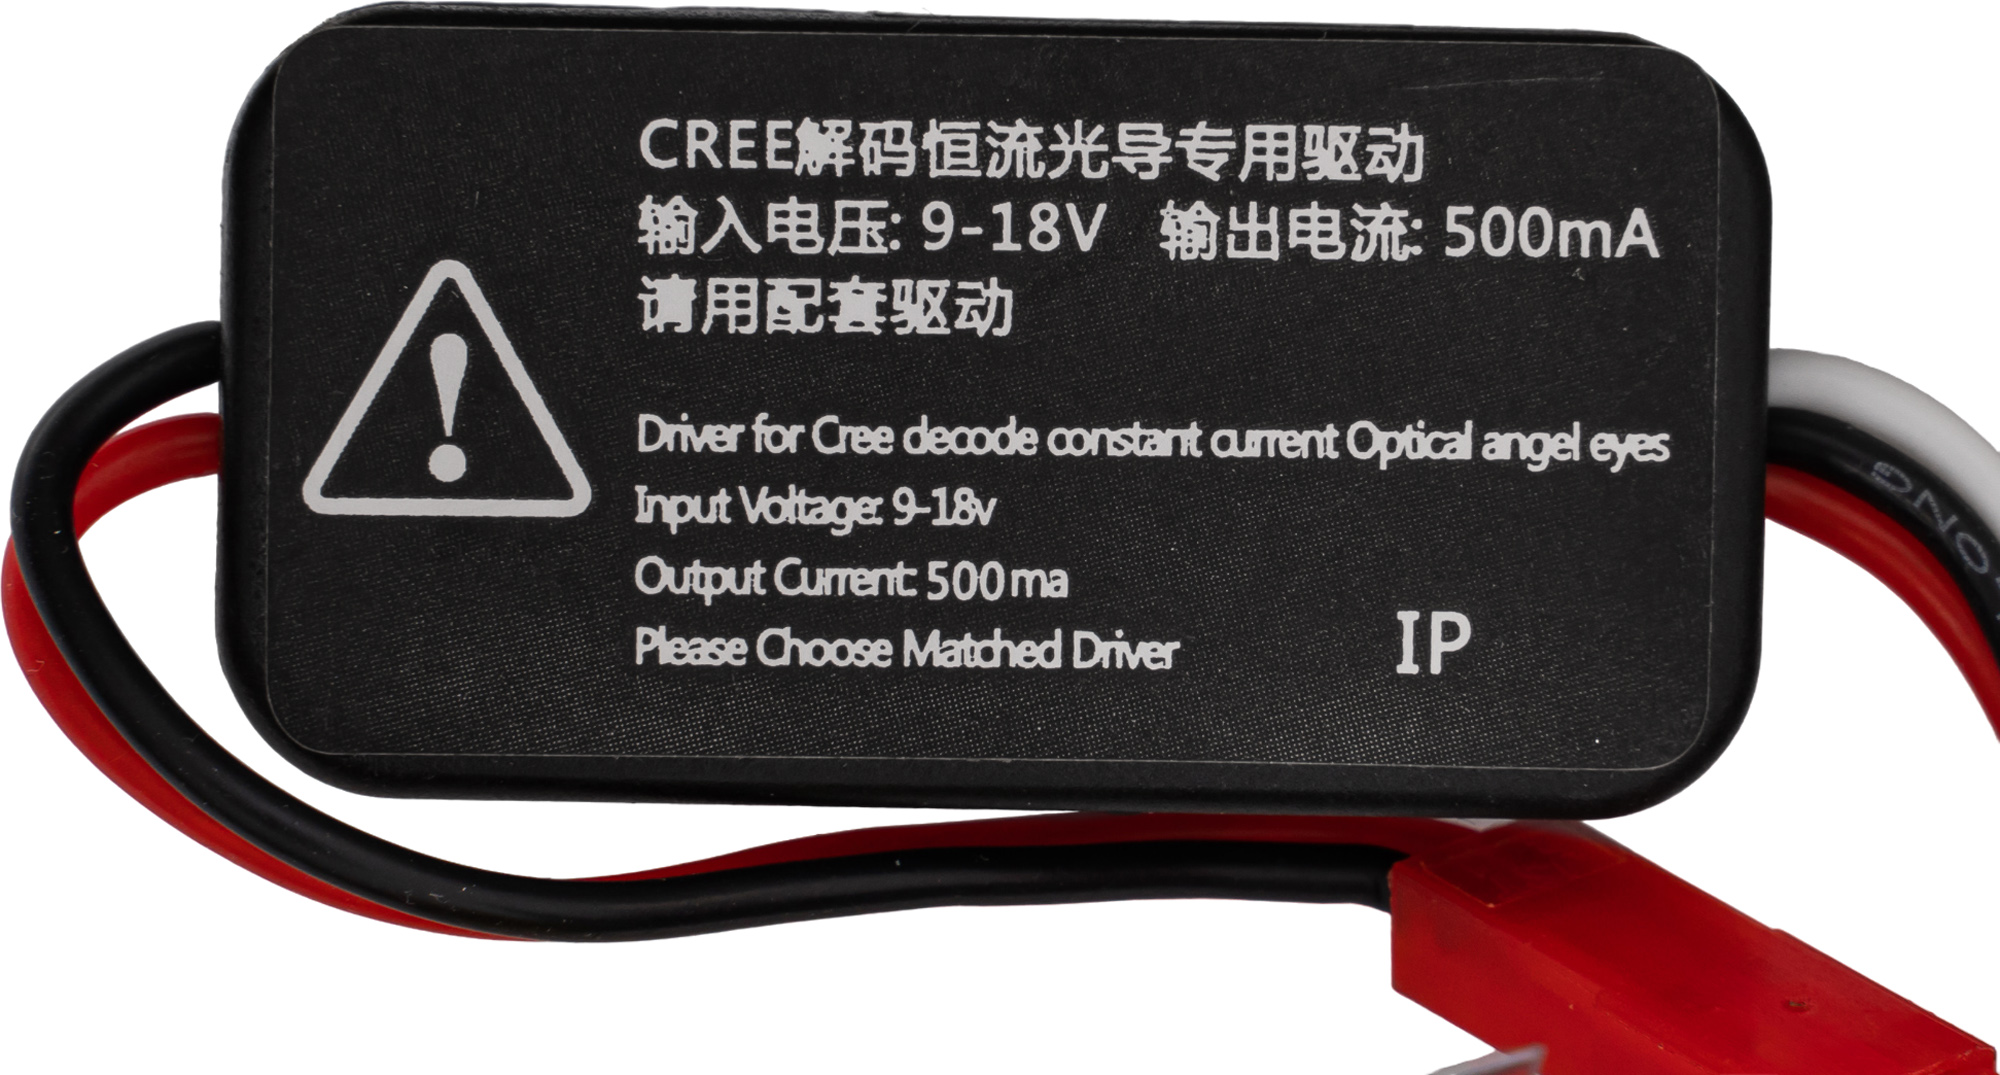 CREE解码恒流光导专用驱动
输入电压: 9-18V 输出电流: 500mA
请用配套驱动
Driver for Cree decode constant current Optical angel eyes
Input Voltage: 9-18v
Output Current: 500ma
Please Choose Matched Driver
IP